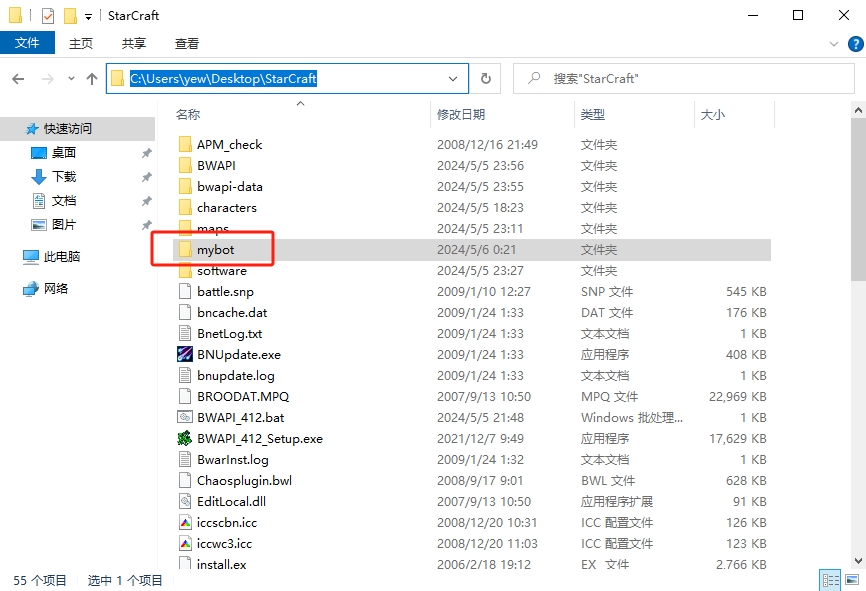 StarCraft
文件 主页 共享 查看
C:\Users\yew\Desktop\StarCraft 搜索"StarCraft"
名称 修改日期 类型 大小
快速访问
桌面
下载
文档
图片
此电脑
网络
APM_check 2008/12/16 21:49 文件夹
BWAPI 2024/5/5 23:56 文件夹
bwapi-data 2024/5/5 23:55 文件夹
characters 2024/5/5 18:23 文件夹
maps 2024/5/5 23:11 文件夹
mybot 2024/5/6 0:21 文件夹
software 2024/5/5 23:27 文件夹
battle.snp 2009/1/10 12:27 SNP 文件 545 KB
bncache.dat 2009/1/24 1:33 DAT 文件 176 KB
BnetLog.txt 2009/1/24 1:33 文本文档 1 KB
BNUpdate.exe 2009/1/24 1:33 应用程序 408 KB
bnupdate.log 2009/1/24 1:33 文本文档 1 KB
BROODAT.MPQ 2007/9/13 10:50 MPQ 文件 22,969 KB
BWAPI_412.bat 2024/5/5 21:48 Windows 批处理... 1 KB
BWAPI_412_Setup.exe 2021/12/7 9:49 应用程序 17,629 KB
BwarInst.log 2009/1/24 1:32 文本文档 1 KB
Chaosplugin.bwl 2008/9/17 9:01 BWL 文件 628 KB
EditLocal.dll 2007/9/13 10:50 应用程序扩展 91 KB
iccscbn.icc 2008/12/20 10:31 ICC 配置文件 126 KB
iccwc3.icc 2008/12/20 11:03 ICC 配置文件 123 KB
install.ex 2006/2/18 19:12 EX_ 文件 2,766 KB
55 个项目 选中 1 个项目